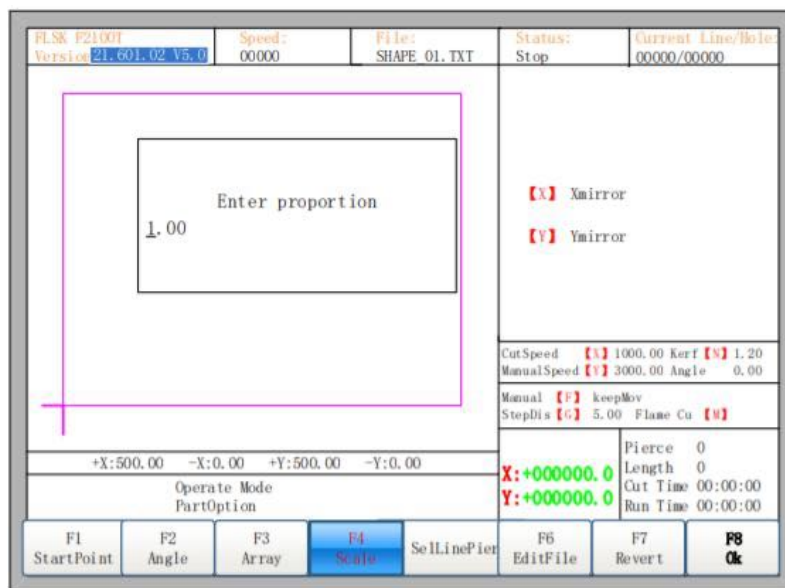 FLSK F2100T
Version 21.601.02 V5.0
Speed:
00000
File:
SHAPE_01.TXT
Status:
Stop
Current Line/Hole:
00000/00000
Enter proportion
1.00
【X】 Xmirror
【Y】 Ymirror
CutSpeed 【X】 1000.00 Kerf 【N】 1.20
ManualSpeed 【Y】 3000.00 Angle 0.00
Manual 【F】 keepMov
StepDis 【G】 5.00 Flame Cu 【M】
+X:500.00 -X:0.00 +Y:500.00 -Y:0.00
Operate Mode
PartOption
X:+000000.0
Y:+000000.0
Pierce 0
Length 0
Cut Time 00:00:00
Run Time 00:00:00
F1
StartPoint
F2
Angle
F3
Array
F4
Scale
SelLinePier
F6
EditFile
F7
Revert
F8
Ok